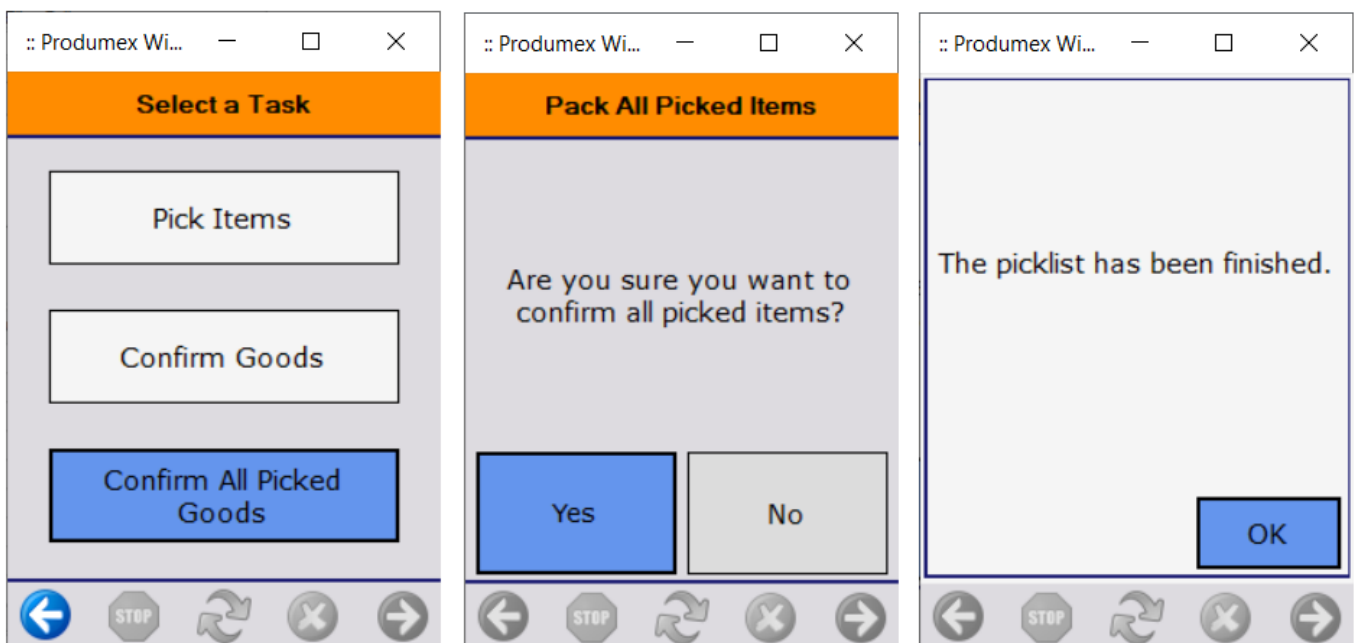 :: Produmex Wi...
Select a Task
Pick Items
Confirm Goods
Confirm All Picked
Goods
STOP
:: Produmex Wi...
Pack All Picked Items
Are you sure you want to
confirm all picked items?
Yes
No
STOP
:: Produmex Wi...
The picklist has been finished.
OK
STOP